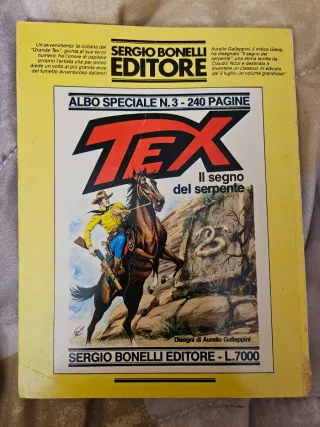 Un avvenimento: la collana del
"Grande Tex", giunta al suo terzo
numero, ha l'onore di ospitare
proprio l'artista che per primo
diede un volto al più grande eroe
del fumetto avventuroso italiano!
SERGIO BONELLI
EDITORE
Aurelio Galleppini, il mitico Galep,
ha disegnato "Il segno del
serpente", una storia scritta da
Claudio Nizzi e destinata a
diventare un classico. In edicola
dal 2 luglio, un volume grandioso!
ALBO SPECIALE N.3 - 240 PAGINE
TEX
Il segno
del serpente
Disegni di Aurelio Galleppini
SERGIO BONELLI EDITORE - L.7000